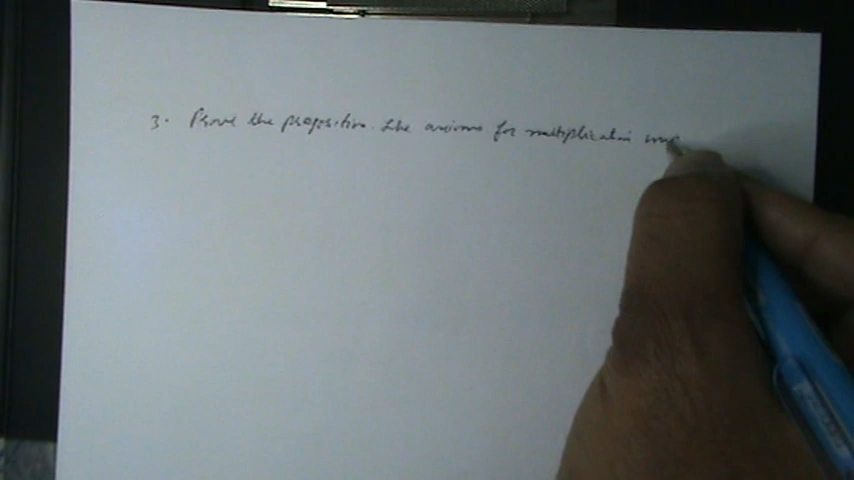 3. Prove the proposition. The axioms for multiplication